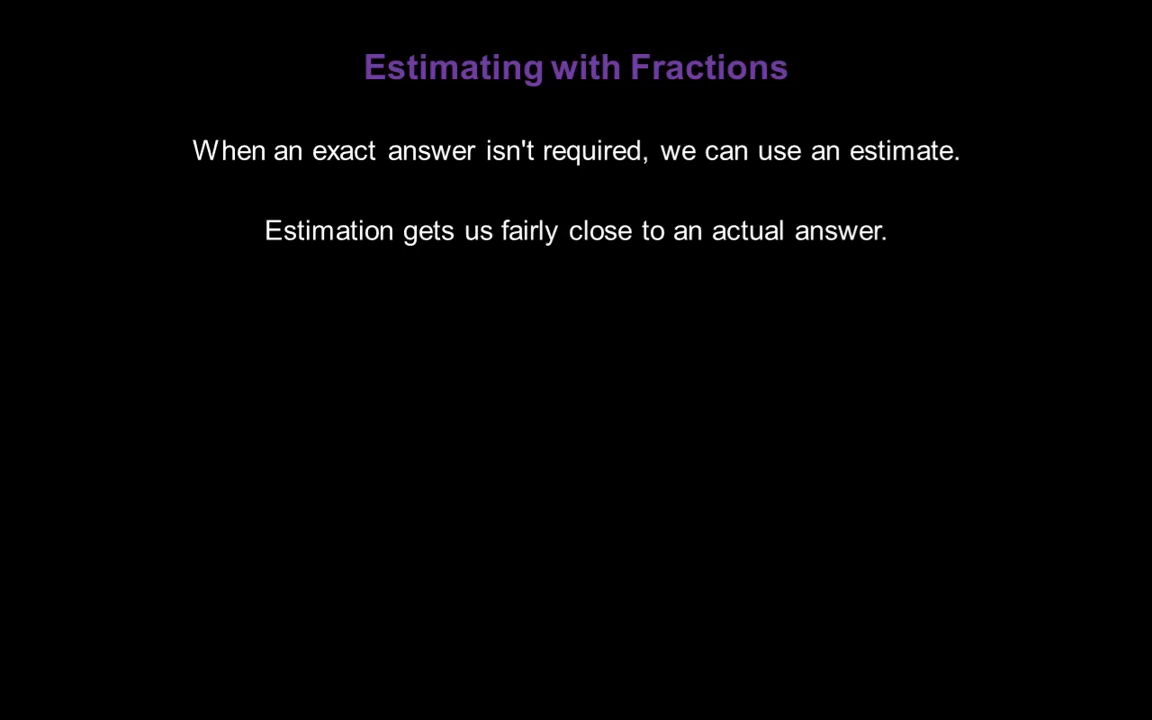 Estimating with Fractions
When an exact answer isn't required, we can use an estimate.
Estimation gets us fairly close to an actual answer.